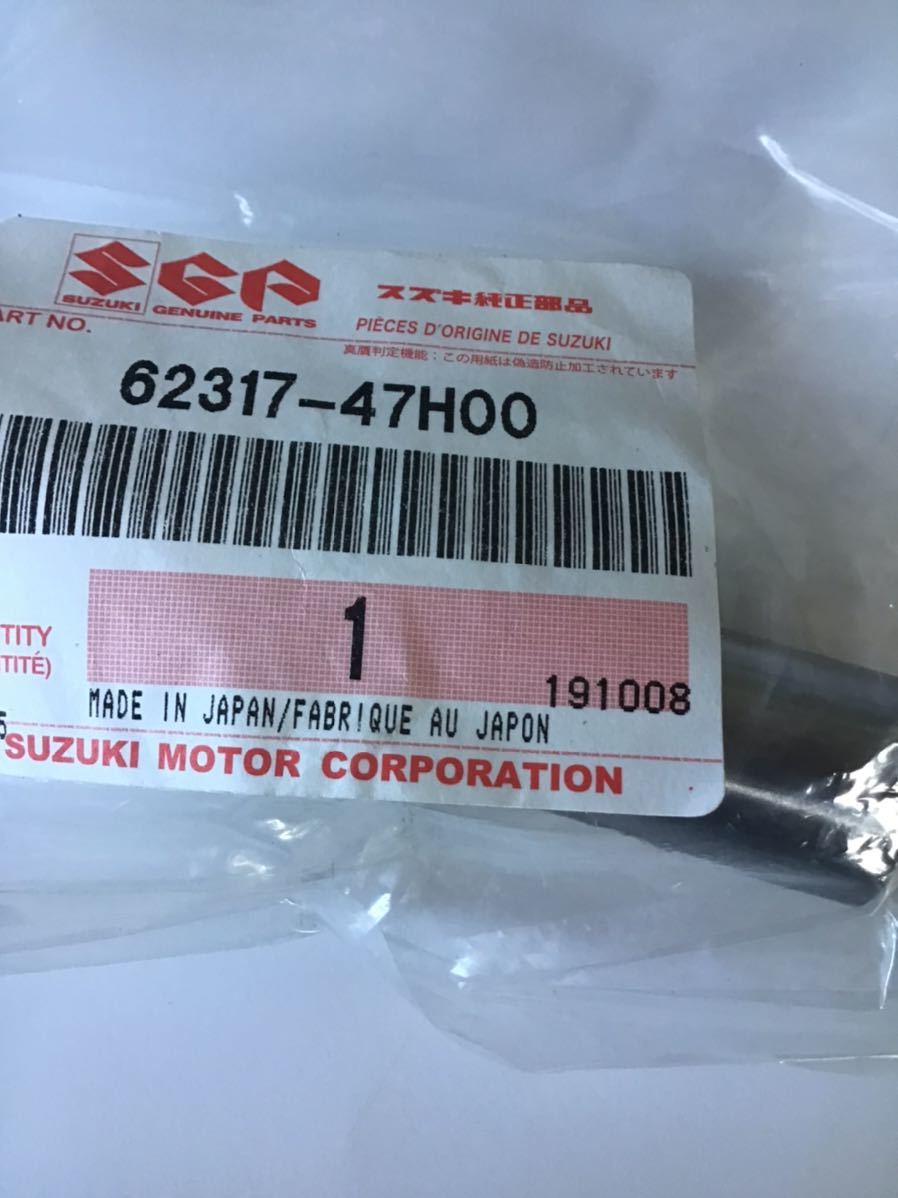 SUZUKI
SGP
GENUINE PARTS
スズキ純正部品
PIÈCES D'ORIGINE DE SUZUKI
ART NO.
真贋判定機能：この用紙は偽造防止加工されています
62317-47H00
1
TITY
TITÉ)
191008
MADE IN JAPAN/FABRIQUE AU JAPON
5
SUZUKI MOTOR CORPORATION